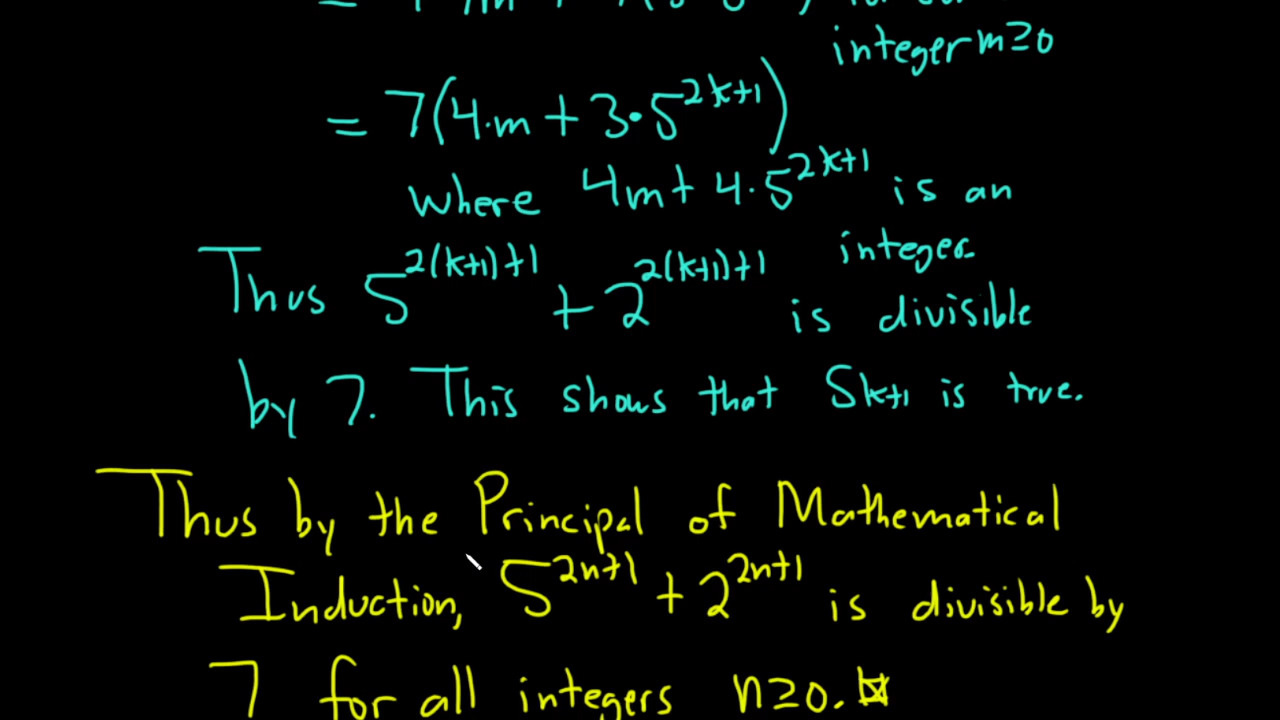 integer m≥0
= 7(4·m + 3·5^{2k+1})
where 4m + 4·5^{2k+1} is an
integer.
Thus 5^{2(k+1)+1} + 2^{2(k+1)+1} is divisible
by 7. This shows that S_{k+1} is true.
Thus by the Principal of Mathematical
Induction, 5^{2n+1} + 2^{2n+1} is divisible by
7 for all integers n≥0.